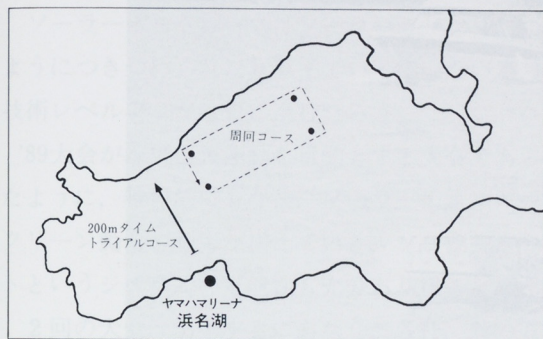 周回コース
200mタイム
トライアルコース
ヤマハマリーナ
浜名湖